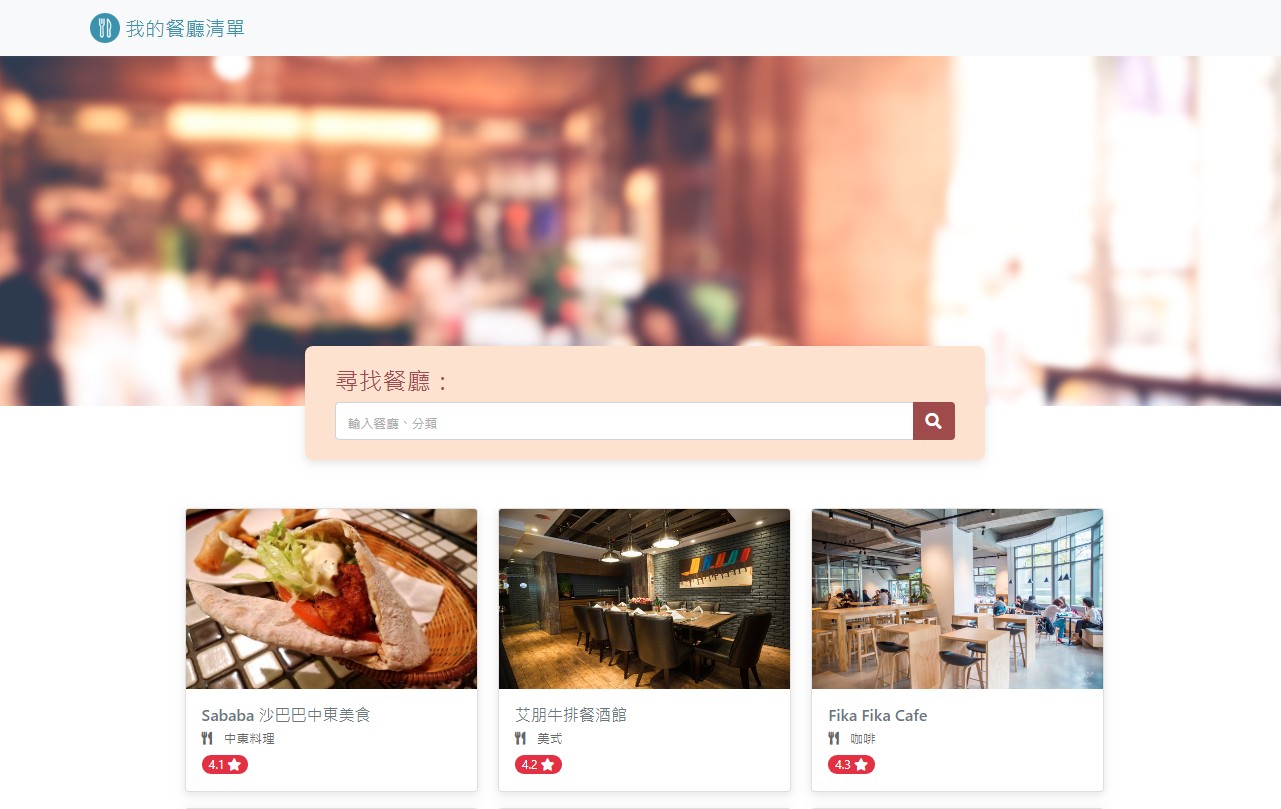 我的餐廳清單
尋找餐廳：
輸入餐廳、分類
Sababa 沙巴巴中東美食
中東料理
4.1
艾朋牛排餐酒館
美式
4.2
Fika Fika Cafe
咖啡
4.3